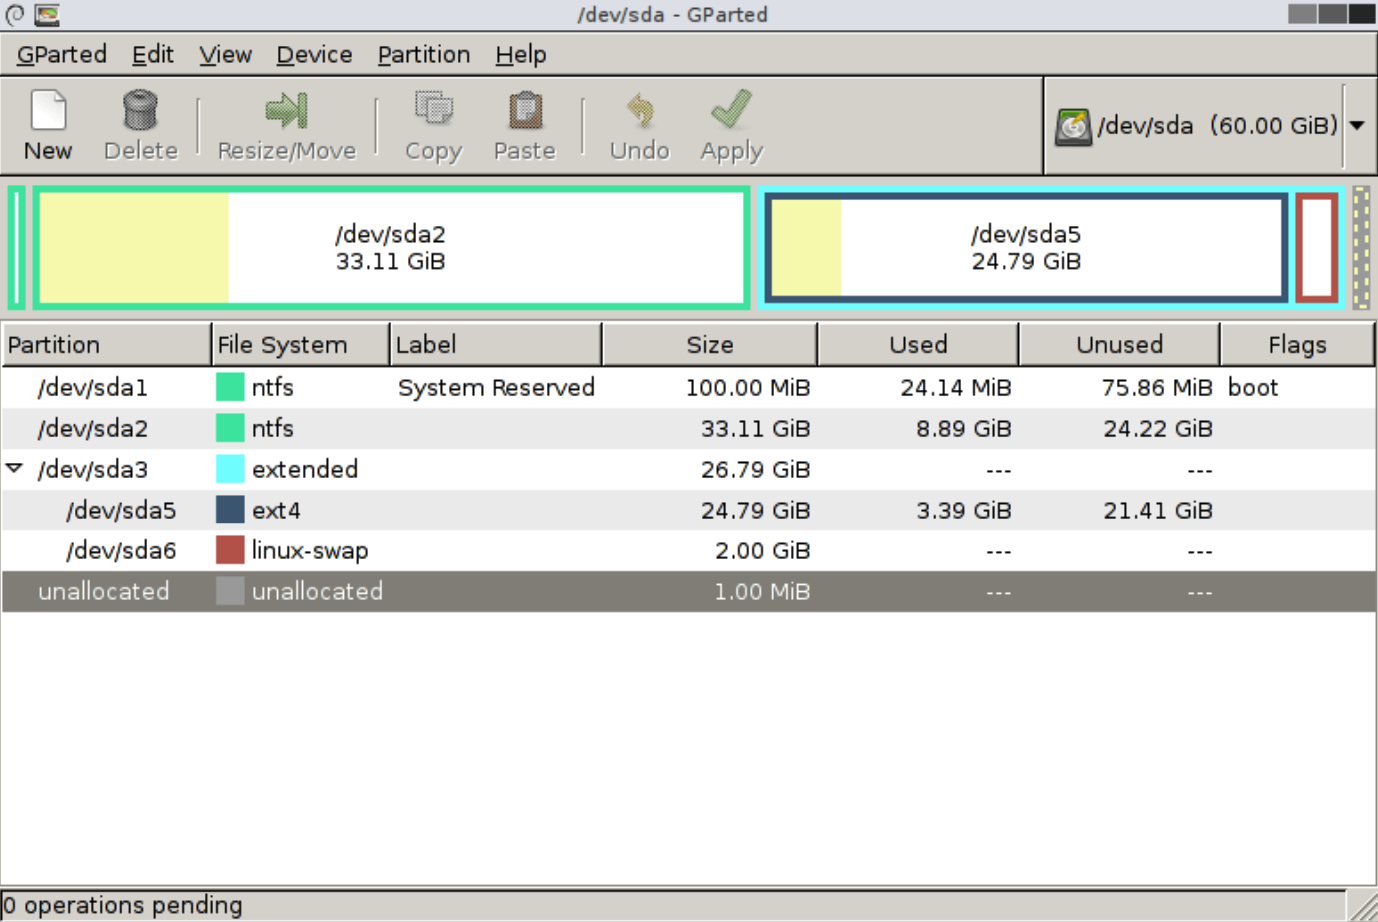 /dev/sda - GParted
GParted Edit View Device Partition Help
New Delete Resize/Move Copy Paste Undo Apply /dev/sda (60.00 GiB)
/dev/sda2
33.11 GiB
/dev/sda5
24.79 GiB
Partition File System Label Size Used Unused Flags
/dev/sda1 ntfs System Reserved 100.00 MiB 24.14 MiB 75.86 MiB boot
/dev/sda2 ntfs 33.11 GiB 8.89 GiB 24.22 GiB
/dev/sda3 extended 26.79 GiB --- ---
/dev/sda5 ext4 24.79 GiB 3.39 GiB 21.41 GiB
/dev/sda6 linux-swap 2.00 GiB --- ---
unallocated unallocated 1.00 MiB --- ---
0 operations pending